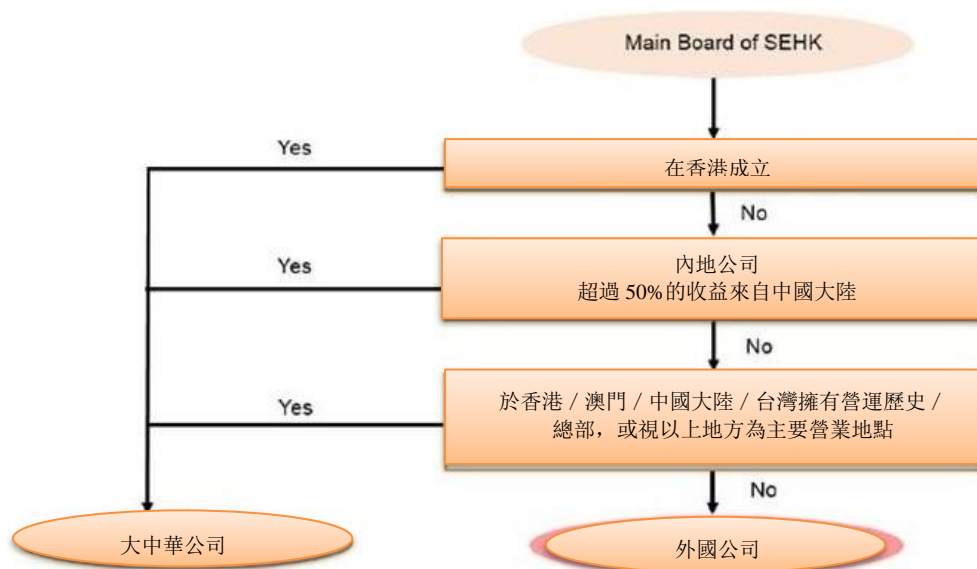 Main Board of SEHK
Yes
在香港成立
No
Yes
內地公司
超過 50%的收益來自中國大陸
No
Yes
於香港 / 澳門 / 中國大陸 / 台灣擁有營運歷史 /
總部，或視以上地方為主要營業地點
No
大中華公司
外國公司